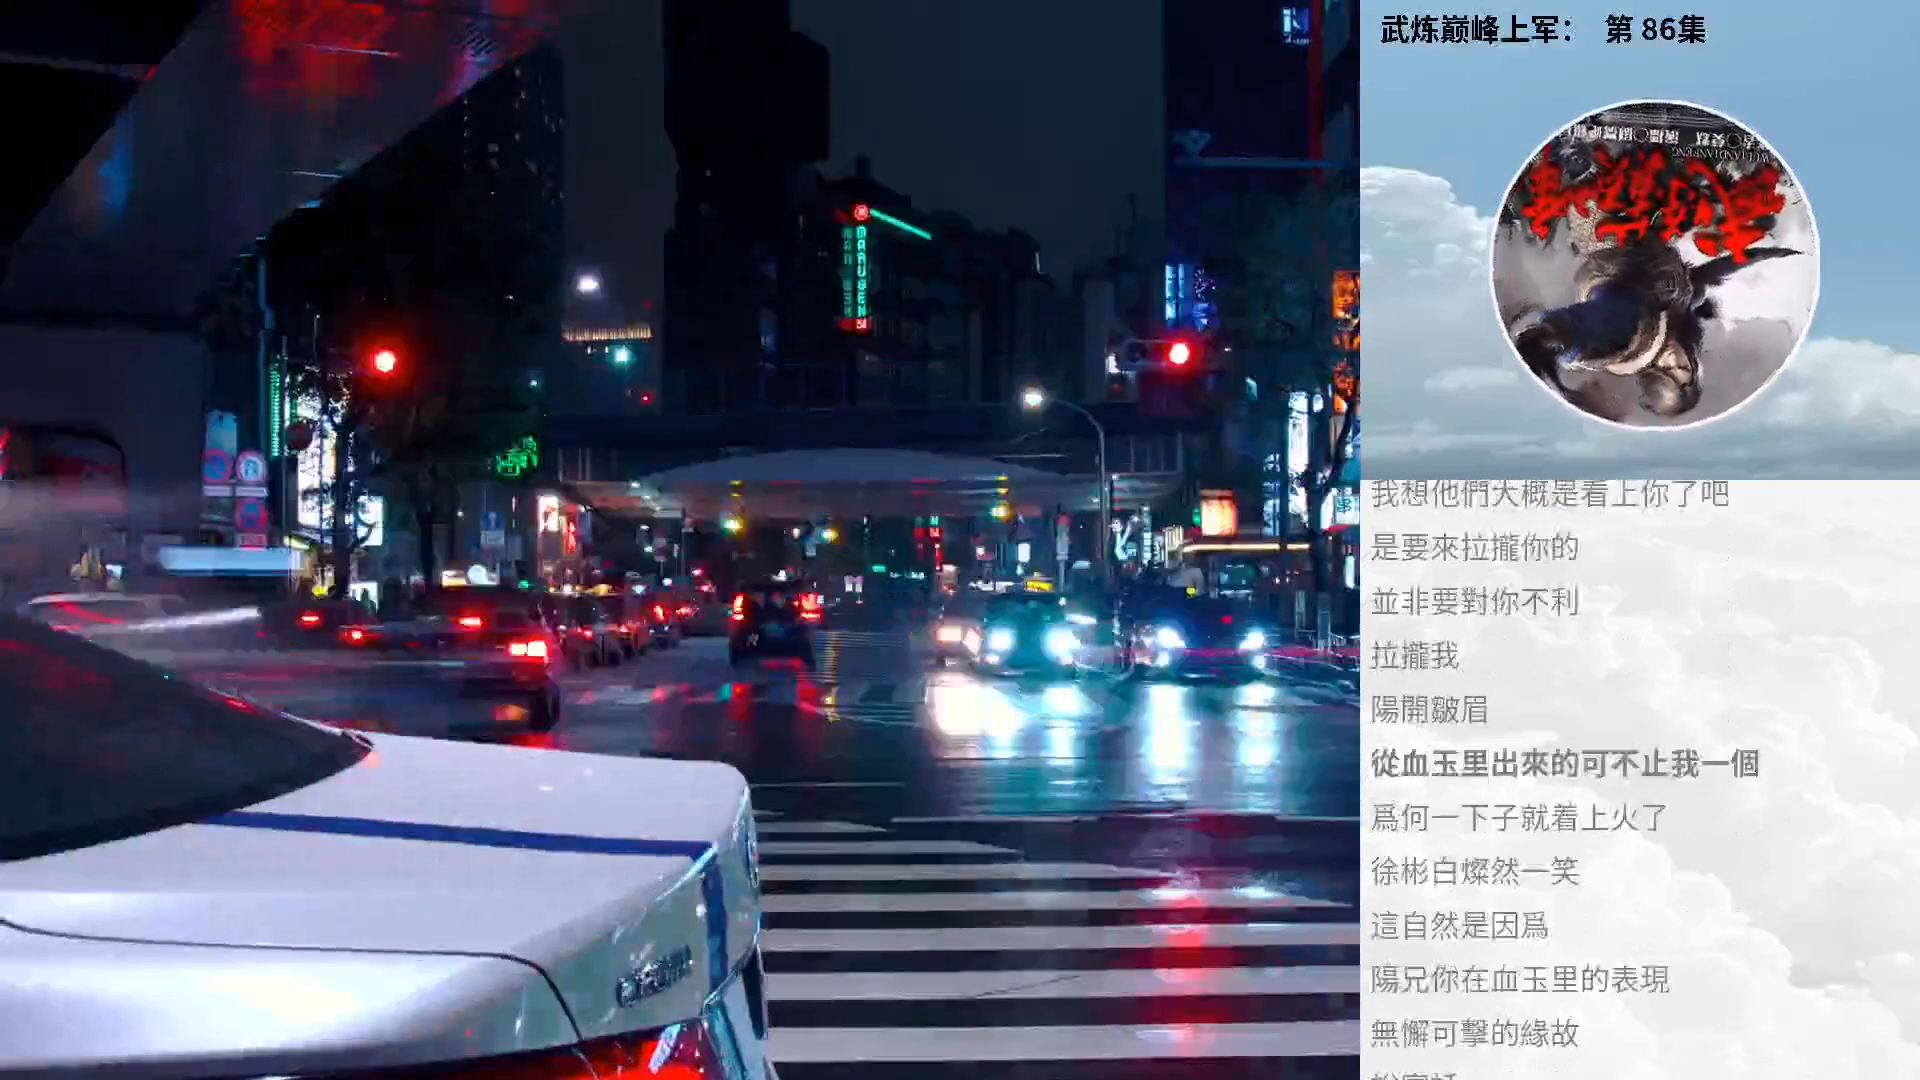 武炼巅峰上军： 第 86集
WULIANDIANFENG
MARUGEN
我想他們大概是看上你了吧
是要來拉攏你的
並非要對你不利
拉攏我
陽開皺眉
從血玉里出來的可不止我一個
爲何一下子就着上火了
徐彬白燦然一笑
這自然是因爲
陽兄你在血玉里的表現
無懈可擊的緣故